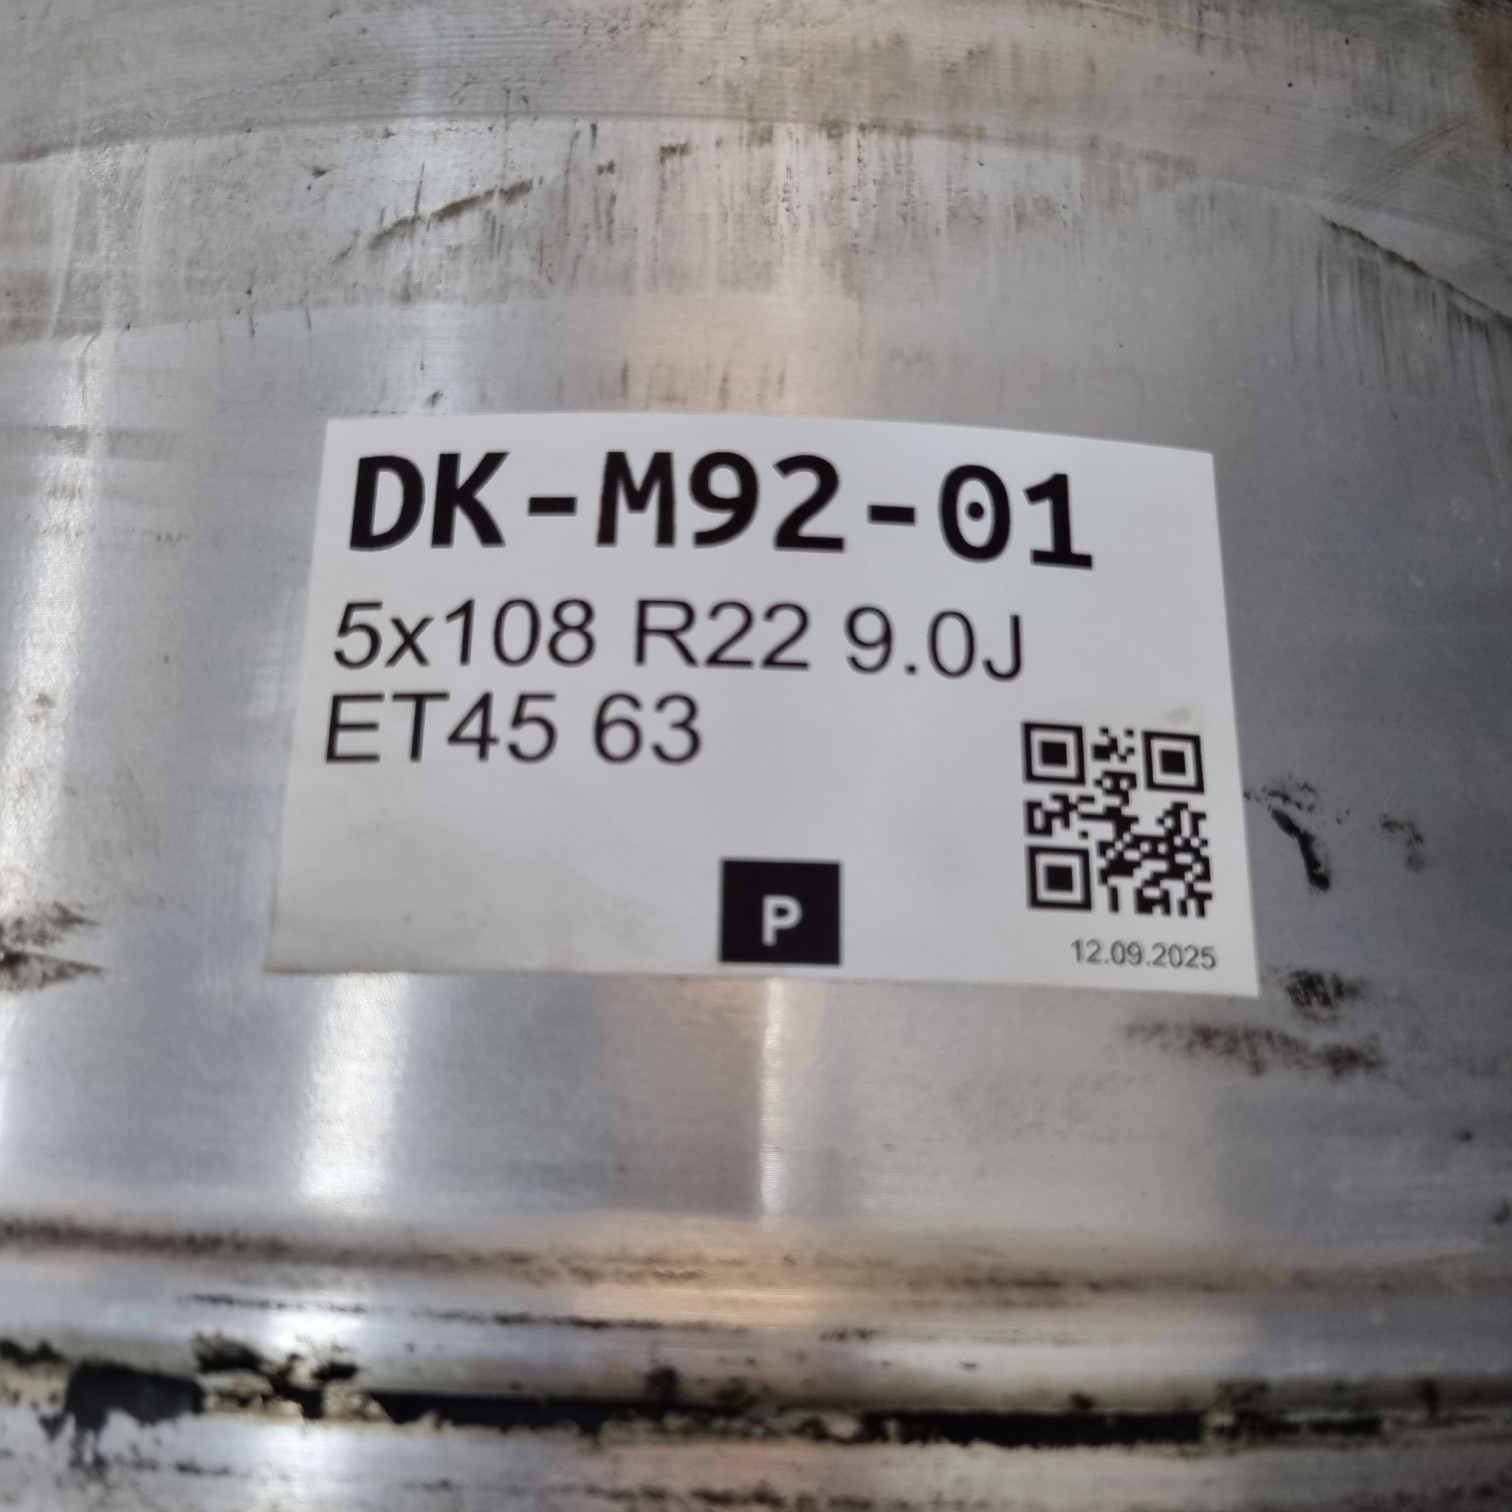 DK-M92-01
5x108 R22 9.0J
ET45 63
P
12.09.2025